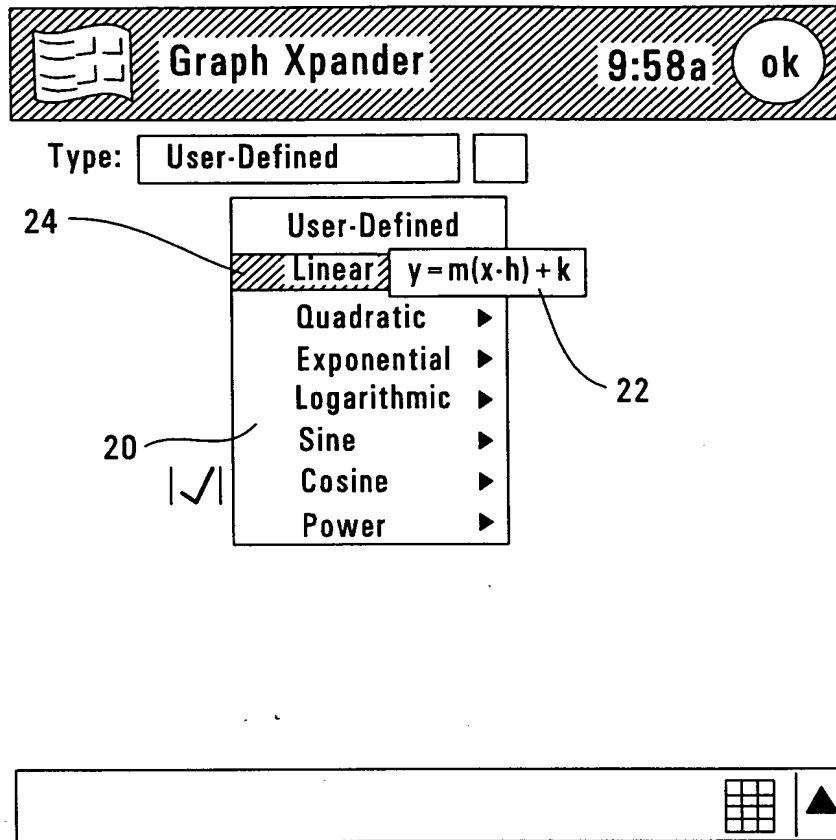 Graph Xpander 9:58a ok
Type: User-Defined
24
User-Defined
Linear y=m(x-h)+k
Quadratic
Exponential
22
Logarithmic
20
Sine
Cosine
Power